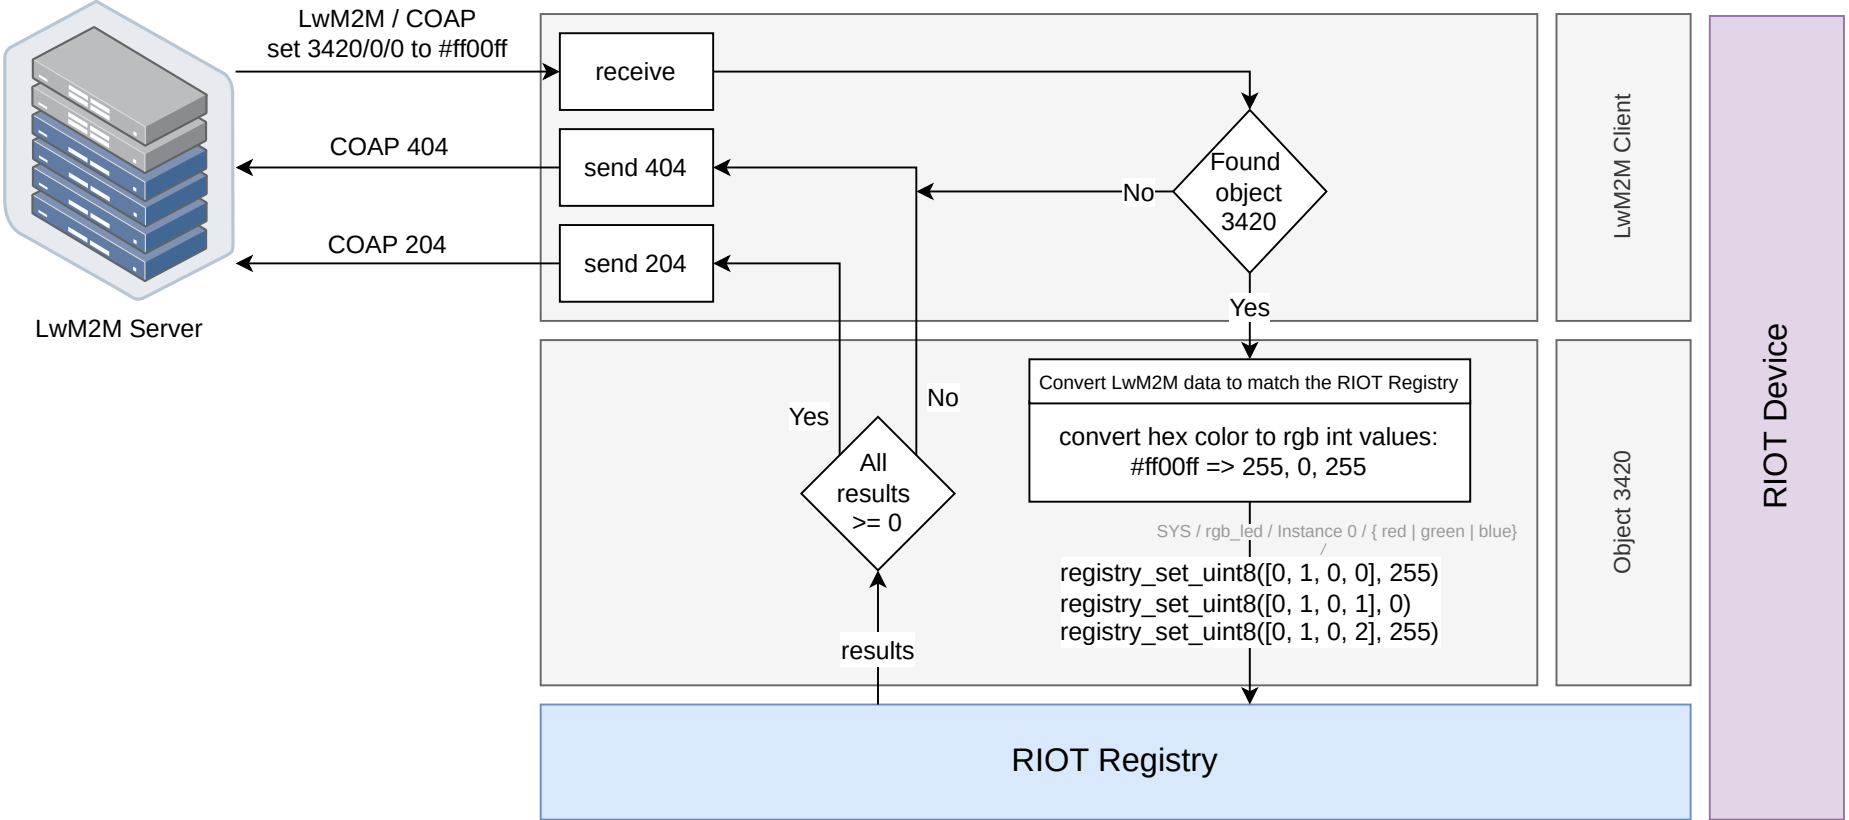 LwM2M / COAP
set 3420/0/0 to #ff00ff
receive
COAP 404
send 404
Found
object
3420
No
COAP 204
send 204
Yes
LwM2M Server
LwM2M Client
Convert LwM2M data to match the RIOT Registry
convert hex color to rgb int values:
#ff00ff => 255, 0, 255
No
Yes
All
results
>= 0
SYS / rgb_led / Instance 0 / { red | green | blue}
/
registry_set_uint8([0, 1, 0, 0], 255)
registry_set_uint8([0, 1, 0, 1], 0)
registry_set_uint8([0, 1, 0, 2], 255)
results
Object 3420
RIOT Device
RIOT Registry